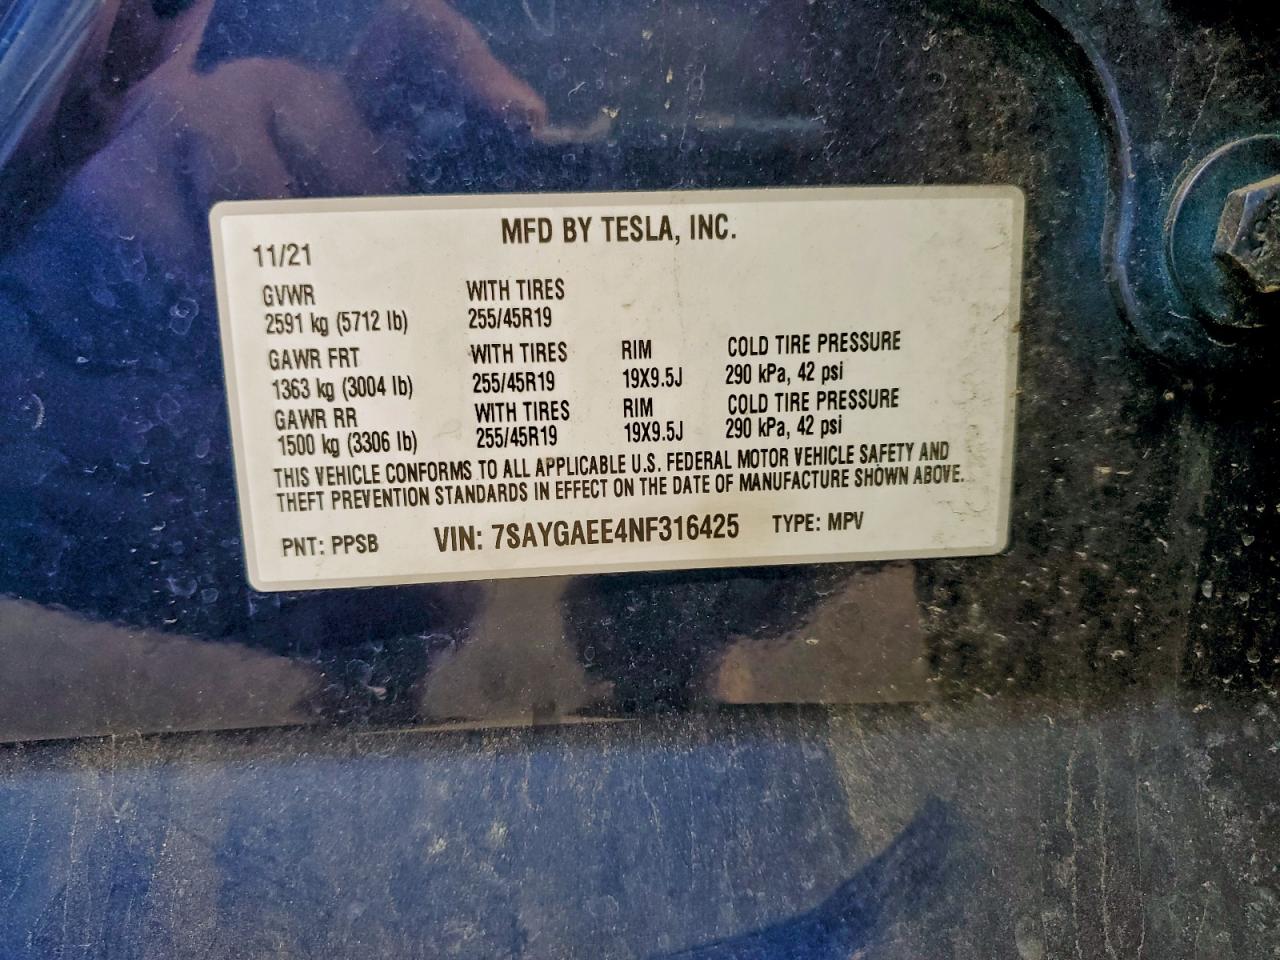 MFD BY TESLA, INC.
11/21
GVWR WITH TIRES
2591 kg (5712 lb) 255/45R19
GAWR FRT WITH TIRES RIM COLD TIRE PRESSURE
1363 kg (3004 lb) 255/45R19 19X9.5J 290 kPa, 42 psi
GAWR RR WITH TIRES RIM COLD TIRE PRESSURE
1500 kg (3306 lb) 255/45R19 19X9.5J 290 kPa, 42 psi
THIS VEHICLE CONFORMS TO ALL APPLICABLE U.S. FEDERAL MOTOR VEHICLE SAFETY AND
THEFT PREVENTION STANDARDS IN EFFECT ON THE DATE OF MANUFACTURE SHOWN ABOVE.
PNT: PPSB VIN: 7SAYGAEE4NF316425 TYPE: MPV